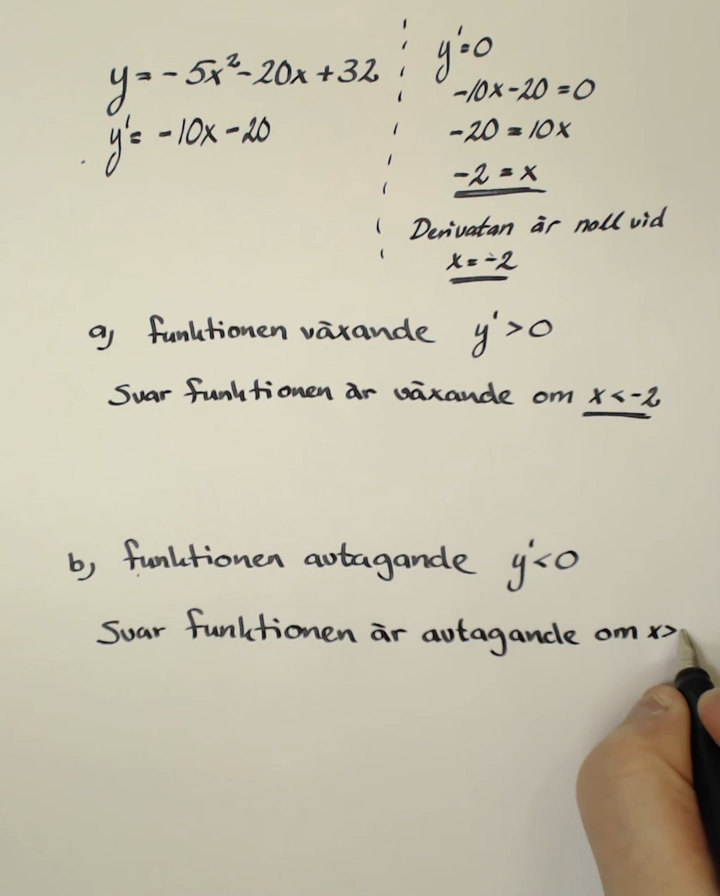 y = -5x²-20x+32
y'= -10x-20
y'=0
-10x-20=0
-20=10x
-2=x
Derivatan är noll vid
x=-2
a) funktionen växande y'>0
Svar funktionen är växande om x<-2
b) funktionen avtagande y'<0
Svar funktionen är avtagande om x>